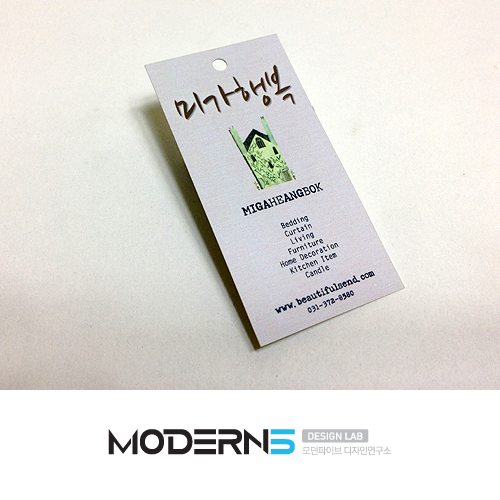 미가행복
MIGAHEANGBOK
Bedding
Curtain
Living
Furniture
Home Decoration
Kitchen Item
Candle
www.beautifulsend.com
031-372-8580
MODERN5
DESIGN LAB
모던파이브 디자인연구소